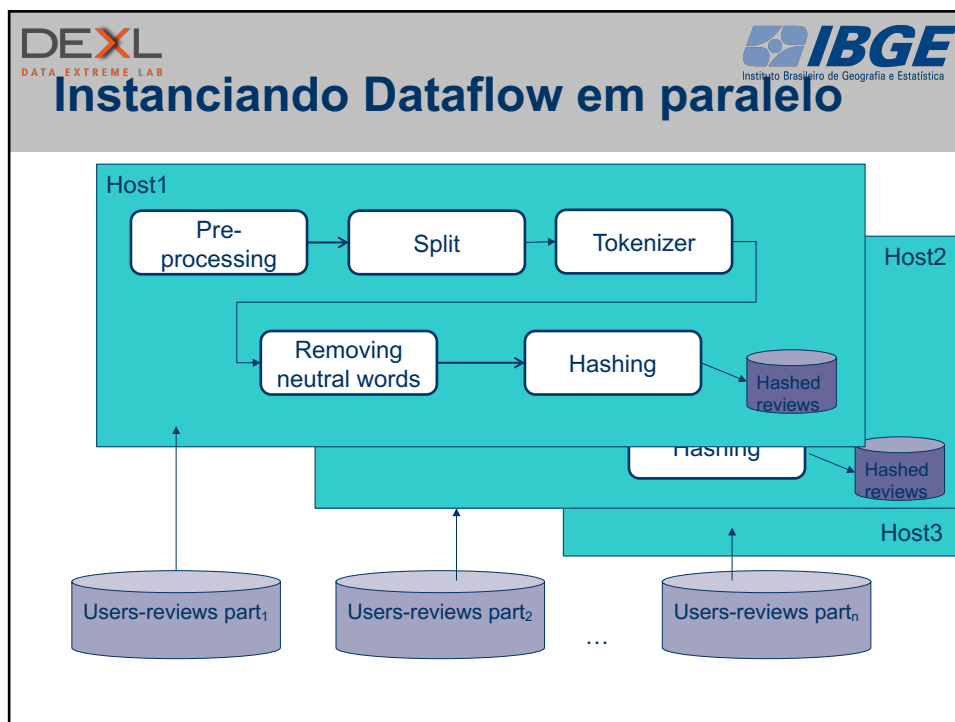 DEXL
DATA EXTREME LAB
IBGE
Instituto Brasileiro de Geografia e Estatística
Instanciando Dataflow em paralelo
Host1
Pre-
processing
Split
Tokenizer
Host2
Removing
neutral words
Hashing
Hashed
reviews
Hashing
Hashed
reviews
Host3
Users-reviews part1
Users-reviews part2
...
Users-reviews partn